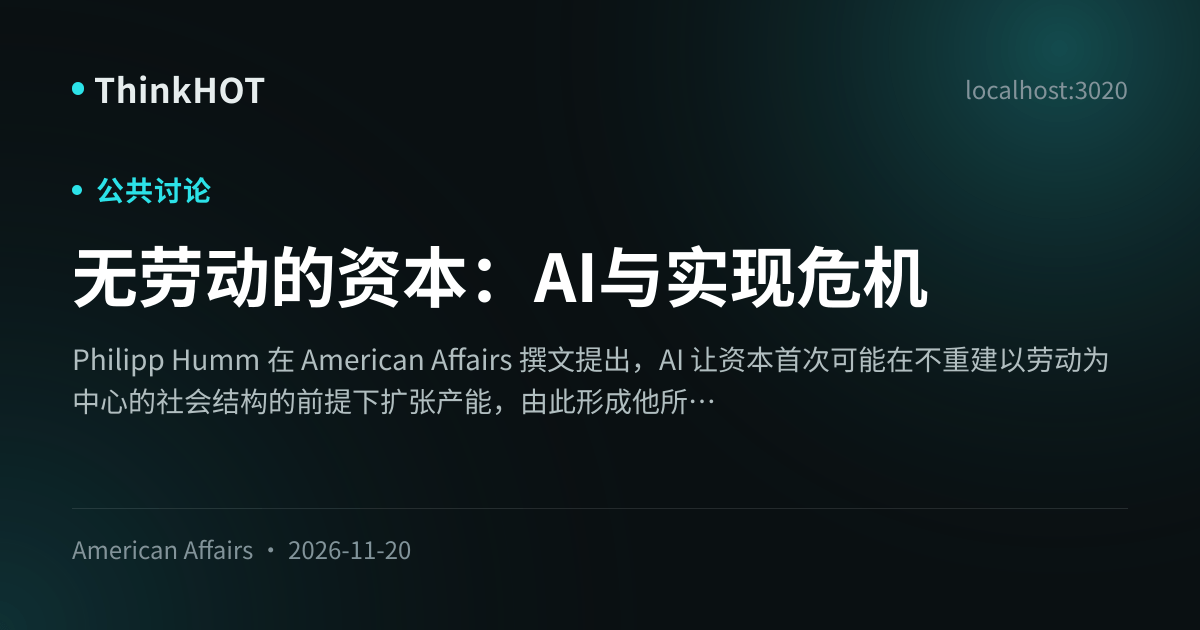 ThinkHOT
localhost:3020
公共讨论
无劳动的资本：AI与实现危机
Philipp Humm 在 American Affairs 撰文提出，AI 让资本首次可能在不重建以劳动为
中心的社会结构的前提下扩张产能，由此形成他所…
American Affairs · 2026-11-20